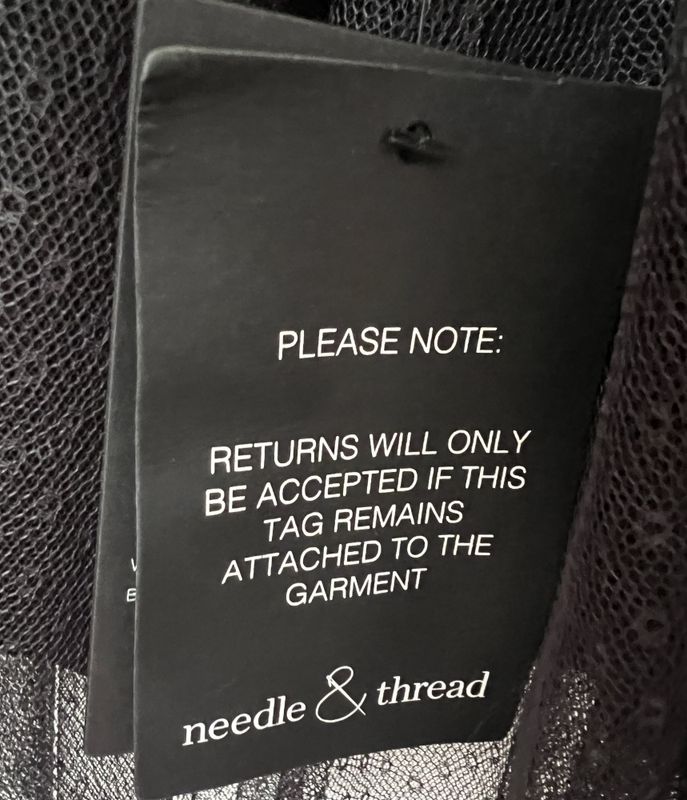 PLEASE NOTE:
RETURNS WILL ONLY
BE ACCEPTED IF THIS
TAG REMAINS
ATTACHED TO THE
GARMENT
needle & thread